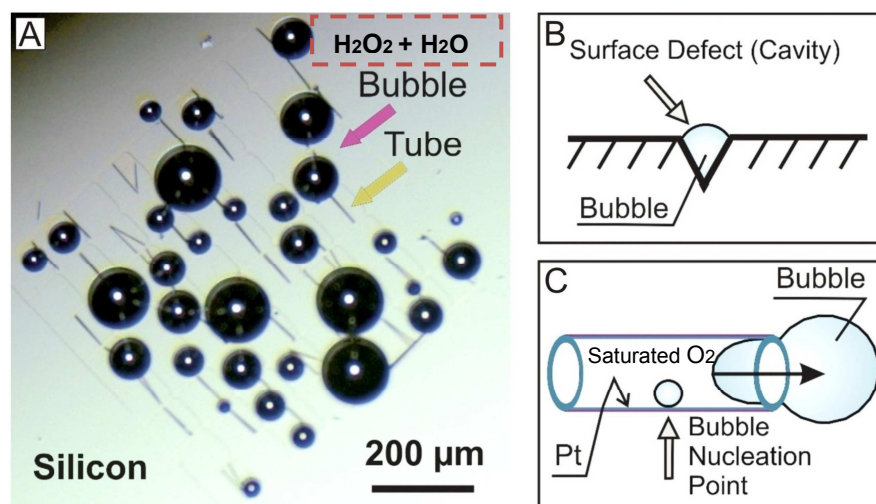 A
H2O2 + H2O
Bubble
Tube
Silicon
200 µm
B
Surface Defect (Cavity)
Bubble
C
Bubble
Saturated O2
Pt
Bubble
Nucleation
Point